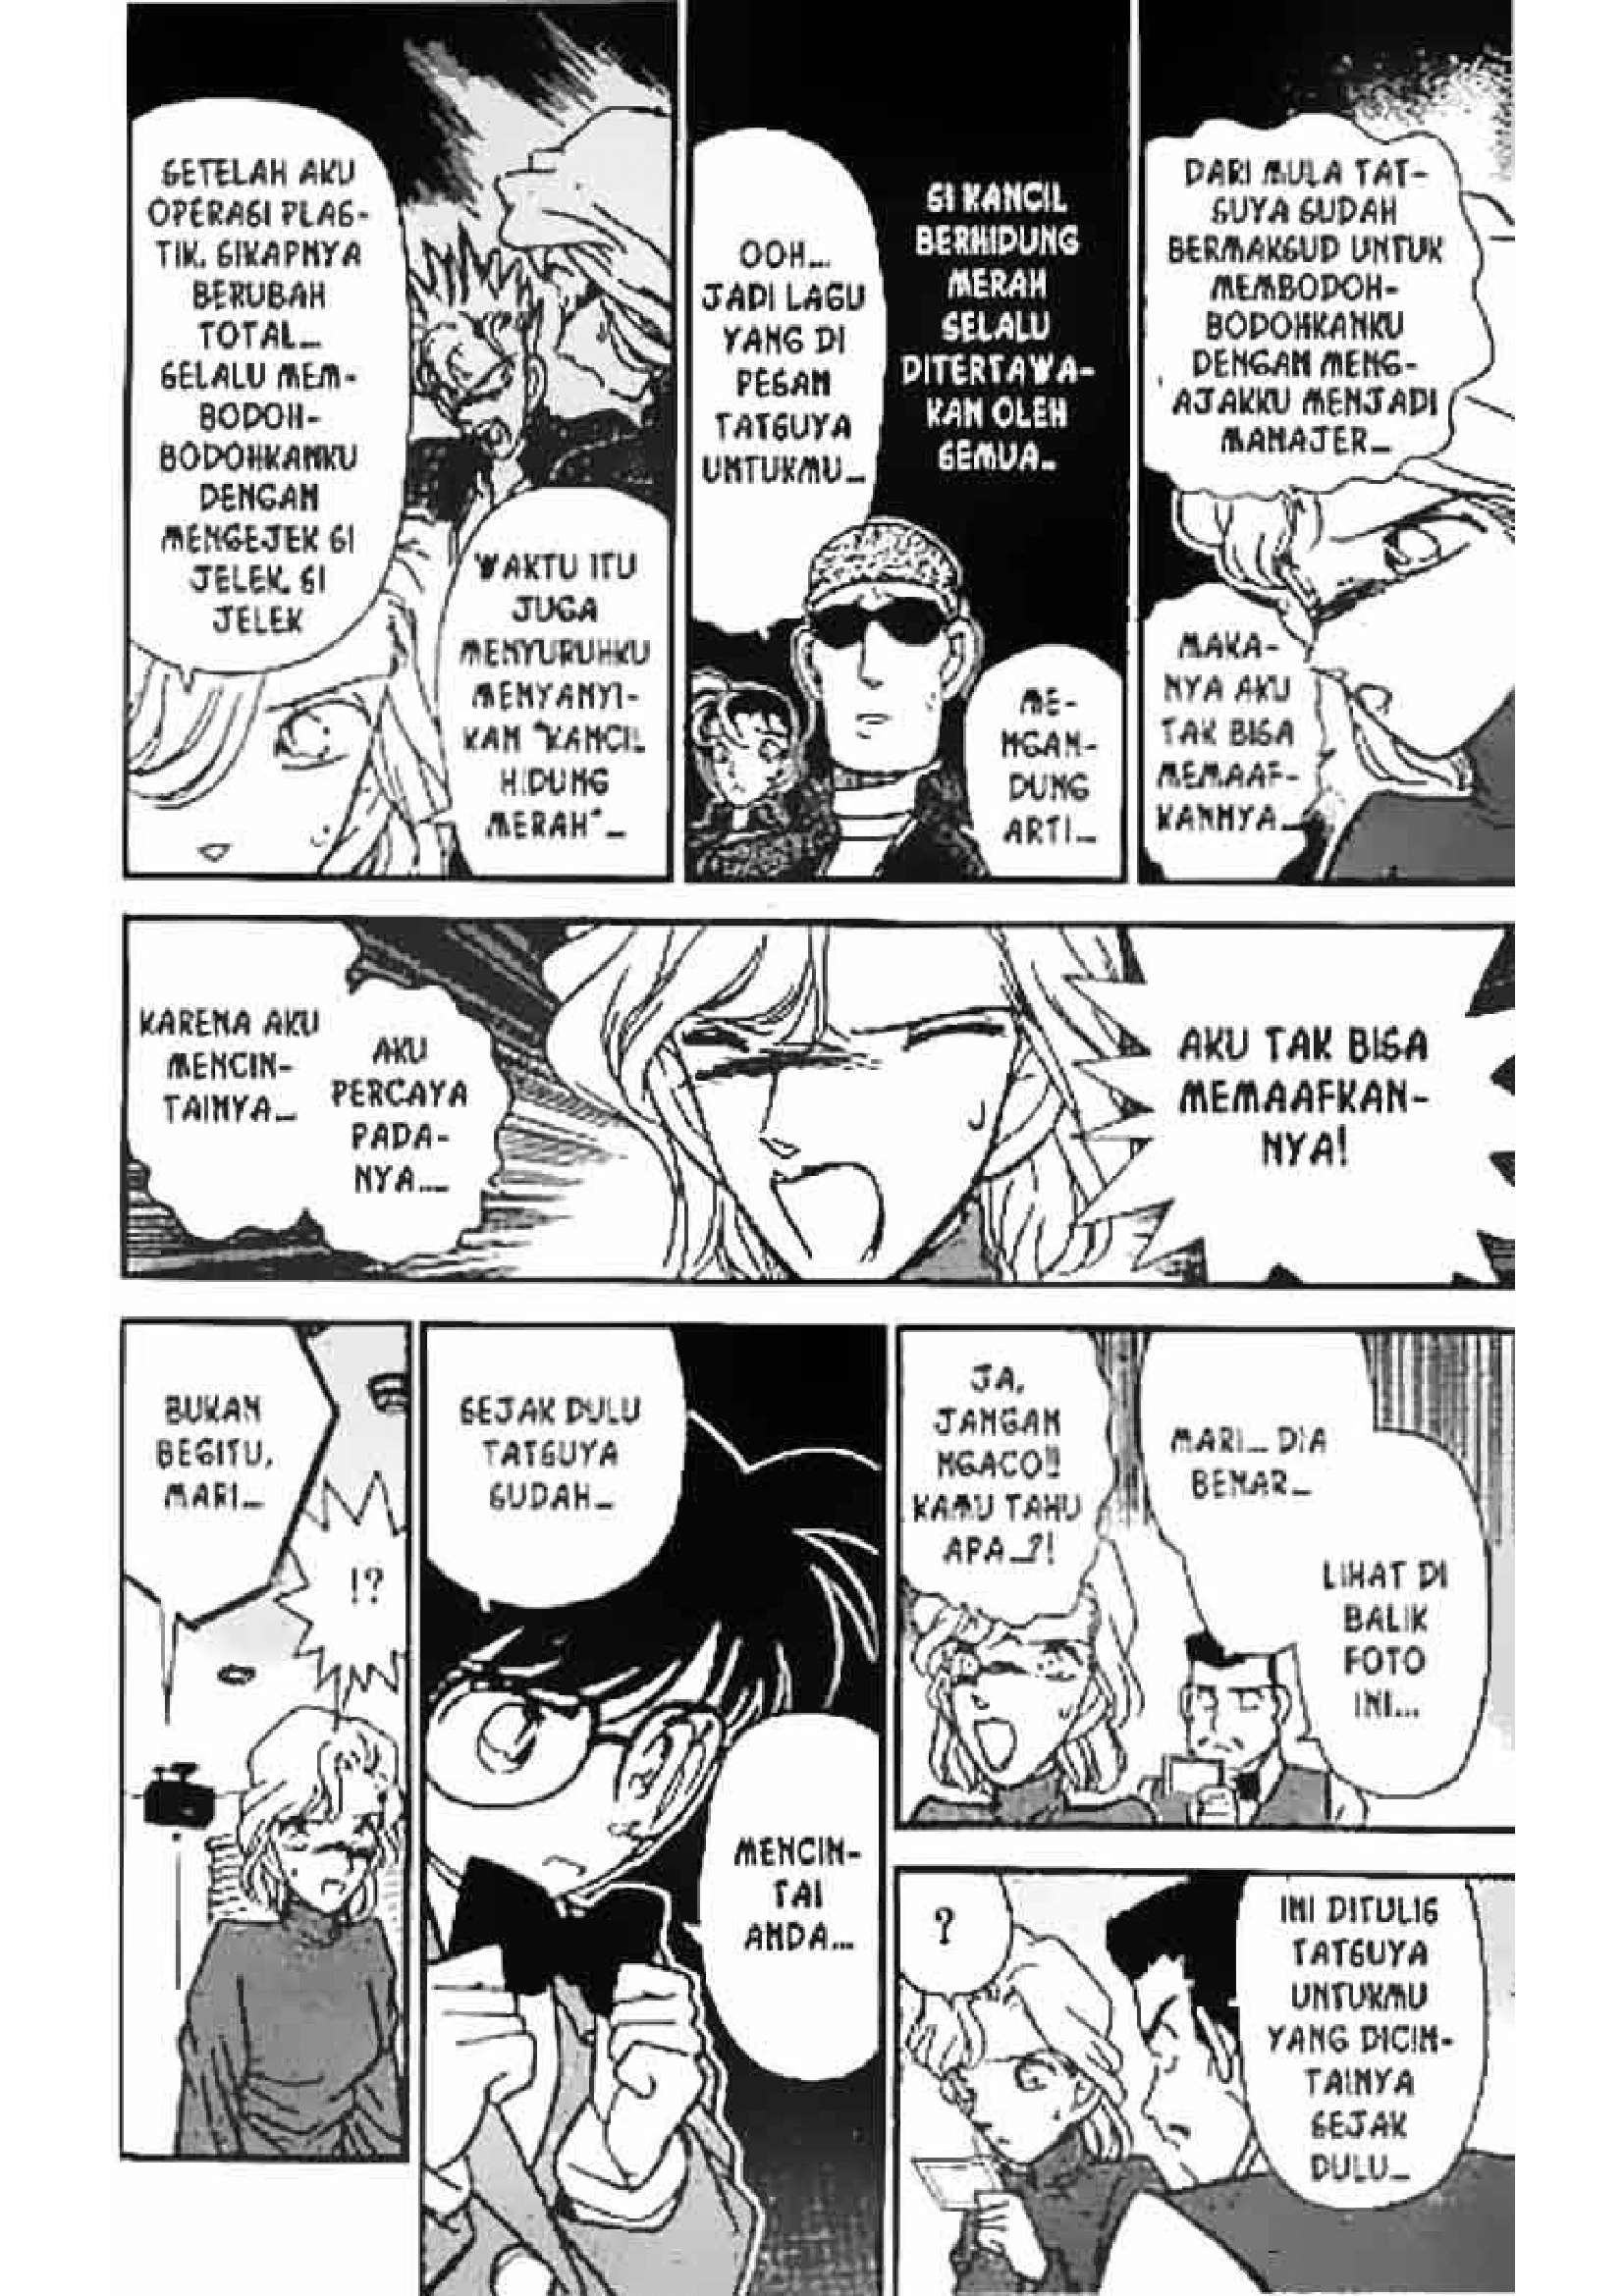 SETELAH AKU
OPERASI PLAS-
TIK. SIKAPNYA
BERUBAH
TOTAL...
SELALU MEM-
BODOH-
BODOHKANKU
DENGAN
MENGEJEK SI
JELEK. SI
JELEK
WAKTU ITU
JUGA
MENYURUHKU
MENYANYI-
KAN "KANCIL
HIDUNG
MERAH"...
OOH...
JADI LAGU
YANG DI
PESAN
TATSUYA
UNTUKMU...
ME-
NGAN-
DUNG
ARTI...
SI KANCIL
BERHIDUNG
MERAH
SELALU
DITERTAWA-
KAN OLEH
SEMUA...
DARI MULA TAT-
SUYA SUDAH
BERMAKSUD UNTUK
MEMBODOH-
BODOHKANKU
DENGAN MENG-
AJAKKU MENJADI
MANAJER...
MAKA-
NYA AKU
TAK BISA
MEMAAF-
KANNYA...
KARENA AKU
MENCIN-
TAINYA...
AKU
PERCAYA
PADA-
NYA....
AKU TAK BISA
MEMAAFKAN-
NYA!
BUKAN
BEGITU,
MARI...
!?
SEJAK DULU
TATSUYA
SUDAH...
MENCIN-
TAI
ANDA...
JA,
JANGAN
NGACO!!
KAMU TAHU
APA...?!
MARI... DIA
BENAR...
LIHAT DI
BALIK
FOTO
INI...
?
INI DITULIS
TATSUYA
UNTUKMU
YANG DICIN-
TAINYA
SEJAK
DULU...